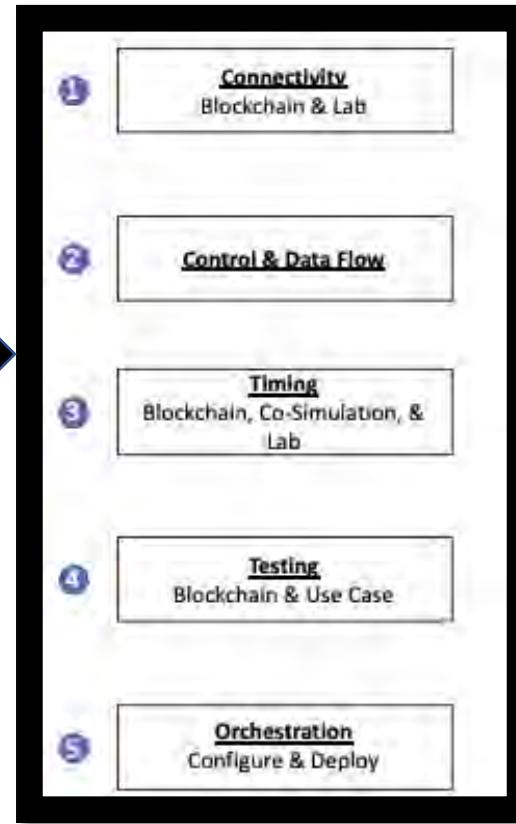 1
Connectivity
Blockchain & Lab
2
Control & Data Flow
3
Timing
Blockchain, Co-Simulation, &
Lab
4
Testing
Blockchain & Use Case
5
Orchestration
Configure & Deploy